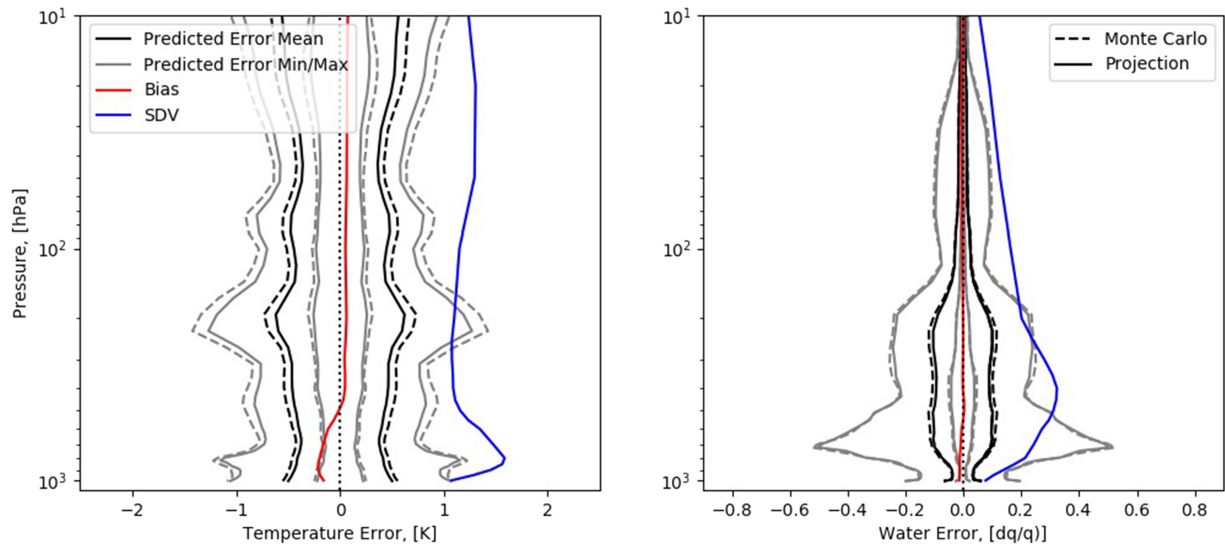 10¹
10²
10³
Pressure, [hPa]
Predicted Error Mean
Predicted Error Min/Max
Bias
SDV
−2 −1 0 1 2
Temperature Error, [K]
10¹
10²
10³
Monte Carlo
Projection
−0.8 −0.6 −0.4 −0.2 0.0 0.2 0.4 0.6 0.8
Water Error, [dq/q)]